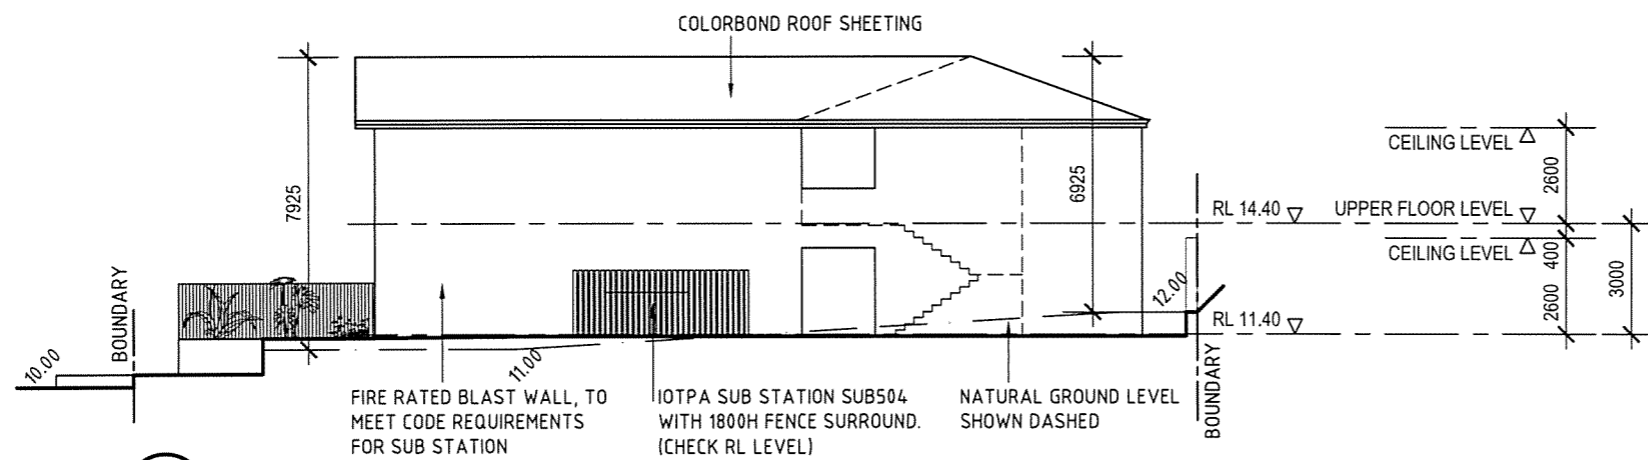 COLORBOND ROOF SHEETING
7925
6925
CEILING LEVEL
2600
RL 14.40
UPPER FLOOR LEVEL
CEILING LEVEL
400
3000
2600
12.00
RL 11.40
BOUNDARY
10.00
11.00
BOUNDARY
FIRE RATED BLAST WALL, TO
MEET CODE REQUIREMENTS
FOR SUB STATION
IOTPA SUB STATION SUB504
WITH 1800H FENCE SURROUND.
(CHECK RL LEVEL)
NATURAL GROUND LEVEL
SHOWN DASHED